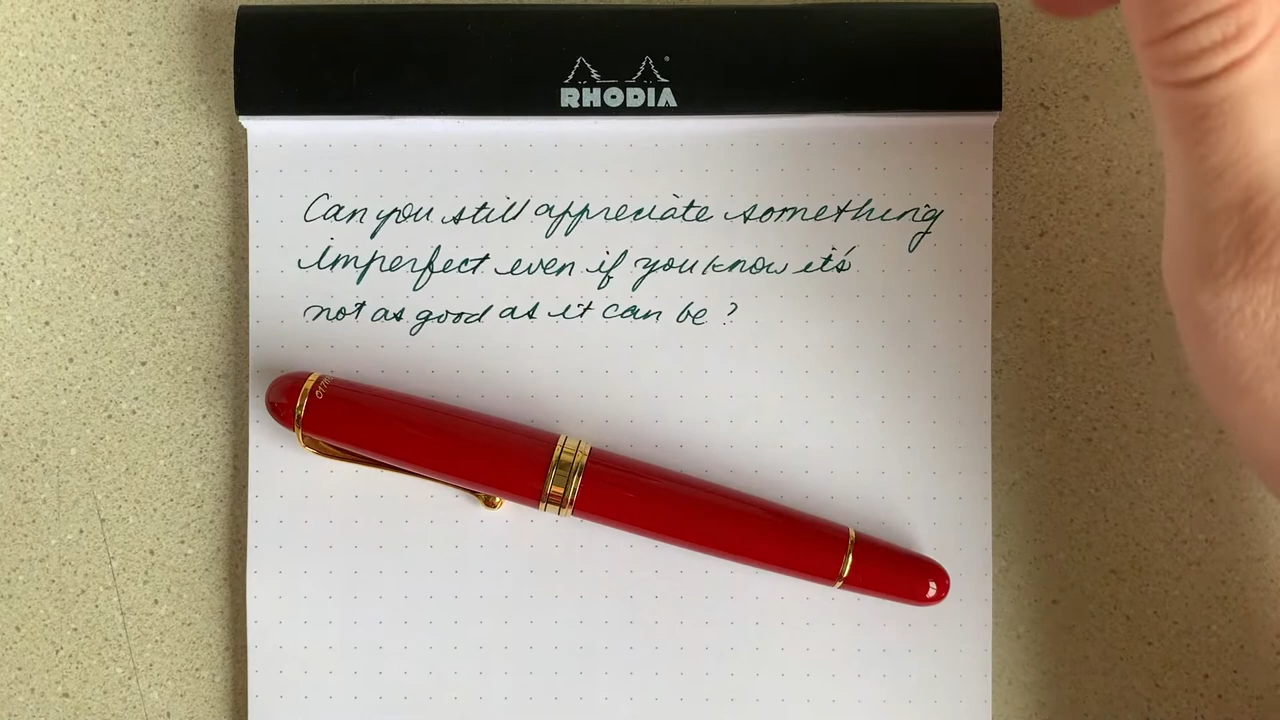 RHODIA
Can you still appreciate something
imperfect even if you know it's
not as good as it can be?